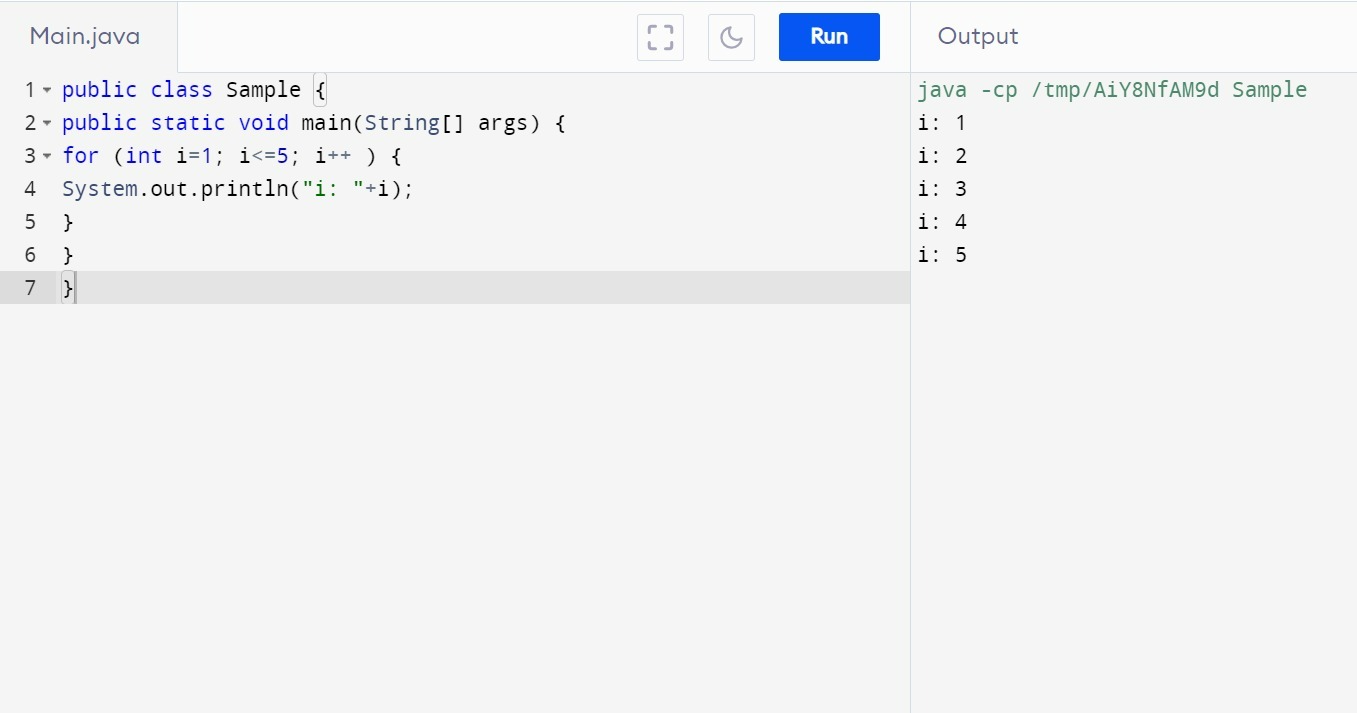 Main.java
Run
Output
1 public class Sample {
2 public static void main(String[] args) {
3 for (int i=1; i<=5; i++ ) {
4 System.out.println("i: "+i);
5 }
6 }
7 }
java -cp /tmp/AiY8NfAM9d Sample
i: 1
i: 2
i: 3
i: 4
i: 5